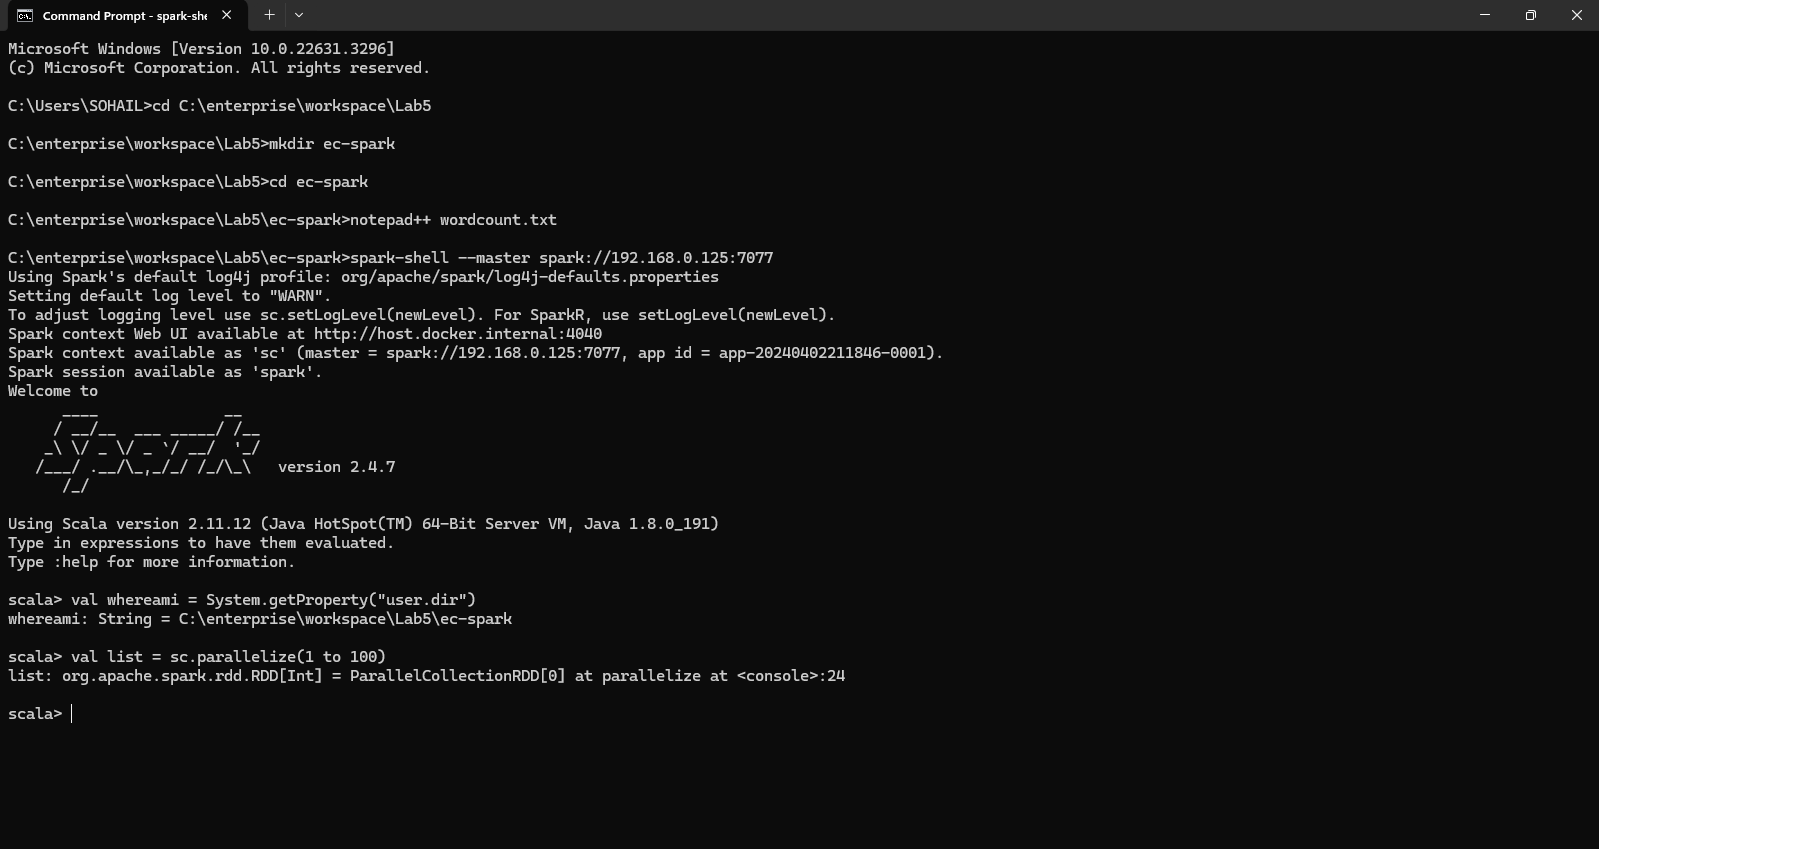 Command Prompt - spark-she
Microsoft Windows [Version 10.0.22631.3296]
(c) Microsoft Corporation. All rights reserved.
C:\Users\SOHAIL>cd C:\enterprise\workspace\Lab5
C:\enterprise\workspace\Lab5>mkdir ec-spark
C:\enterprise\workspace\Lab5>cd ec-spark
C:\enterprise\workspace\Lab5\ec-spark>notepad++ wordcount.txt
C:\enterprise\workspace\Lab5\ec-spark>spark-shell --master spark://192.168.0.125:7077
Using Spark's default log4j profile: org/apache/spark/log4j-defaults.properties
Setting default log level to "WARN".
To adjust logging level use sc.setLogLevel(newLevel). For SparkR, use setLogLevel(newLevel).
Spark context Web UI available at http://host.docker.internal:4040
Spark context available as 'sc' (master = spark://192.168.0.125:7077, app id = app-20240402211846-0001).
Spark session available as 'spark'.
Welcome to
      ____              __
     / __/__  ___ _____/ /__
    _\ \/ _ \/ _ `/ __/  '_/
   /___/ .__/\_,_/_/ /_/\_\   version 2.4.7
      /_/
Using Scala version 2.11.12 (Java HotSpot(TM) 64-Bit Server VM, Java 1.8.0_191)
Type in expressions to have them evaluated.
Type :help for more information.
scala> val whereami = System.getProperty("user.dir")
whereami: String = C:\enterprise\workspace\Lab5\ec-spark
scala> val list = sc.parallelize(1 to 100)
list: org.apache.spark.rdd.RDD[Int] = ParallelCollectionRDD[0] at parallelize at <console>:24
scala>